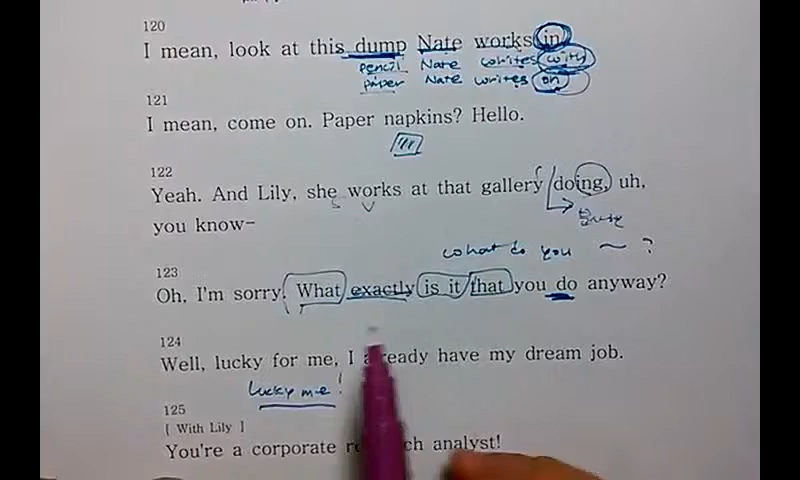 120
I mean, look at this dump Nate works in
pencil Nate writes with
paper Nate writes on
121
I mean, come on. Paper napkins? Hello.
122
Yeah. And Lily, she works at that gallery doing, uh,
you know-
what do you ~ ?
123
Oh, I'm sorry. What exactly is it that you do anyway?
124
Well, lucky for me, I already have my dream job.
Lucky me!
125
[ With Lily ]
You're a corporate re ch analyst!